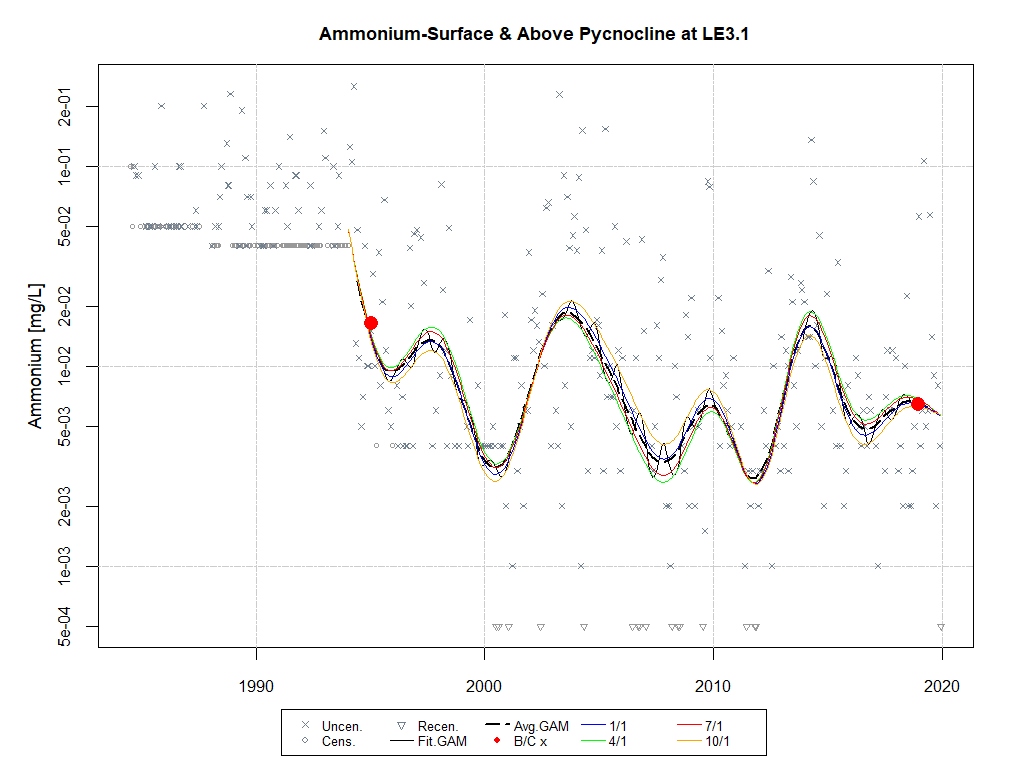 Ammonium-Surface & Above Pycnocline at LE3.1
Ammonium [mg/L]
2e-01
1e-01
5e-02
2e-02
1e-02
5e-03
2e-03
1e-03
5e-04
1990 2000 2010 2020
Uncen. Recen. Avg.GAM 1/1 7/1
Cens. Fit.GAM B/C x 4/1 10/1